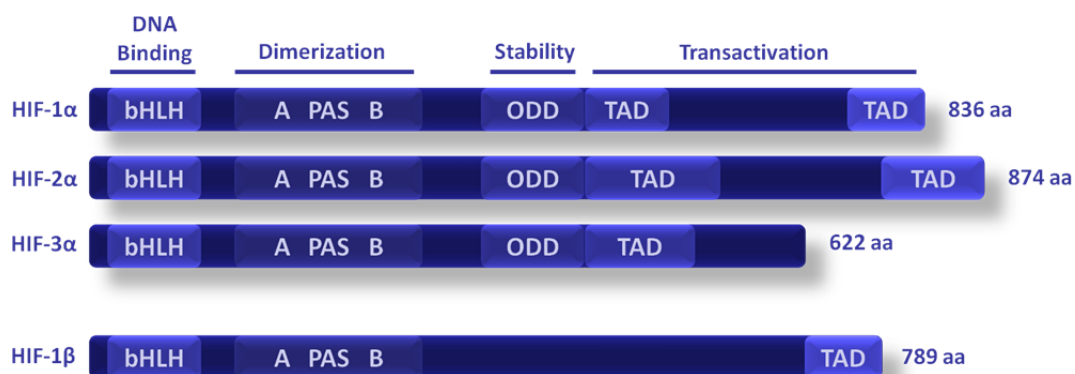 DNA
Binding Dimerization Stability Transactivation
HIF-1α bHLH A PAS B ODD TAD TAD 836 aa
HIF-2α bHLH A PAS B ODD TAD TAD 874 aa
HIF-3α bHLH A PAS B ODD TAD 622 aa
HIF-1β bHLH A PAS B TAD 789 aa